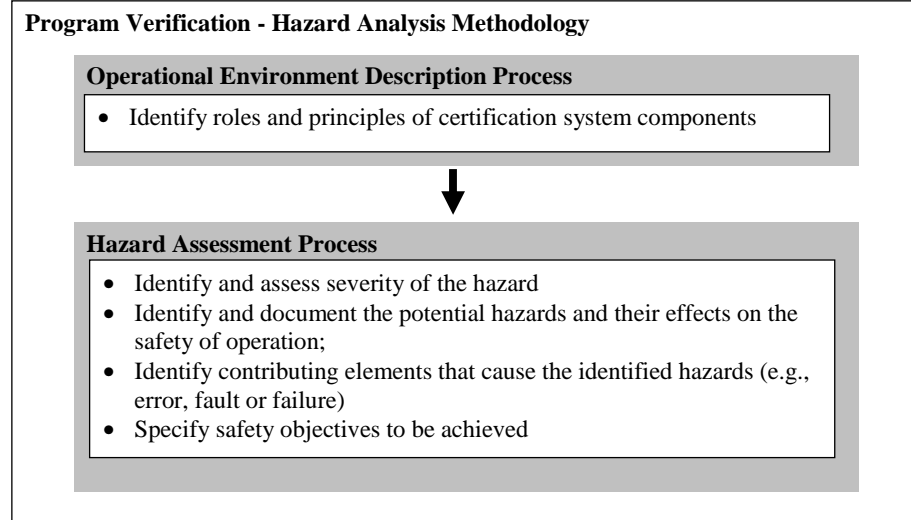 Program Verification - Hazard Analysis Methodology
Operational Environment Description Process
• Identify roles and principles of certification system components
Hazard Assessment Process
• Identify and assess severity of the hazard
• Identify and document the potential hazards and their effects on the
safety of operation;
• Identify contributing elements that cause the identified hazards (e.g.,
error, fault or failure)
• Specify safety objectives to be achieved